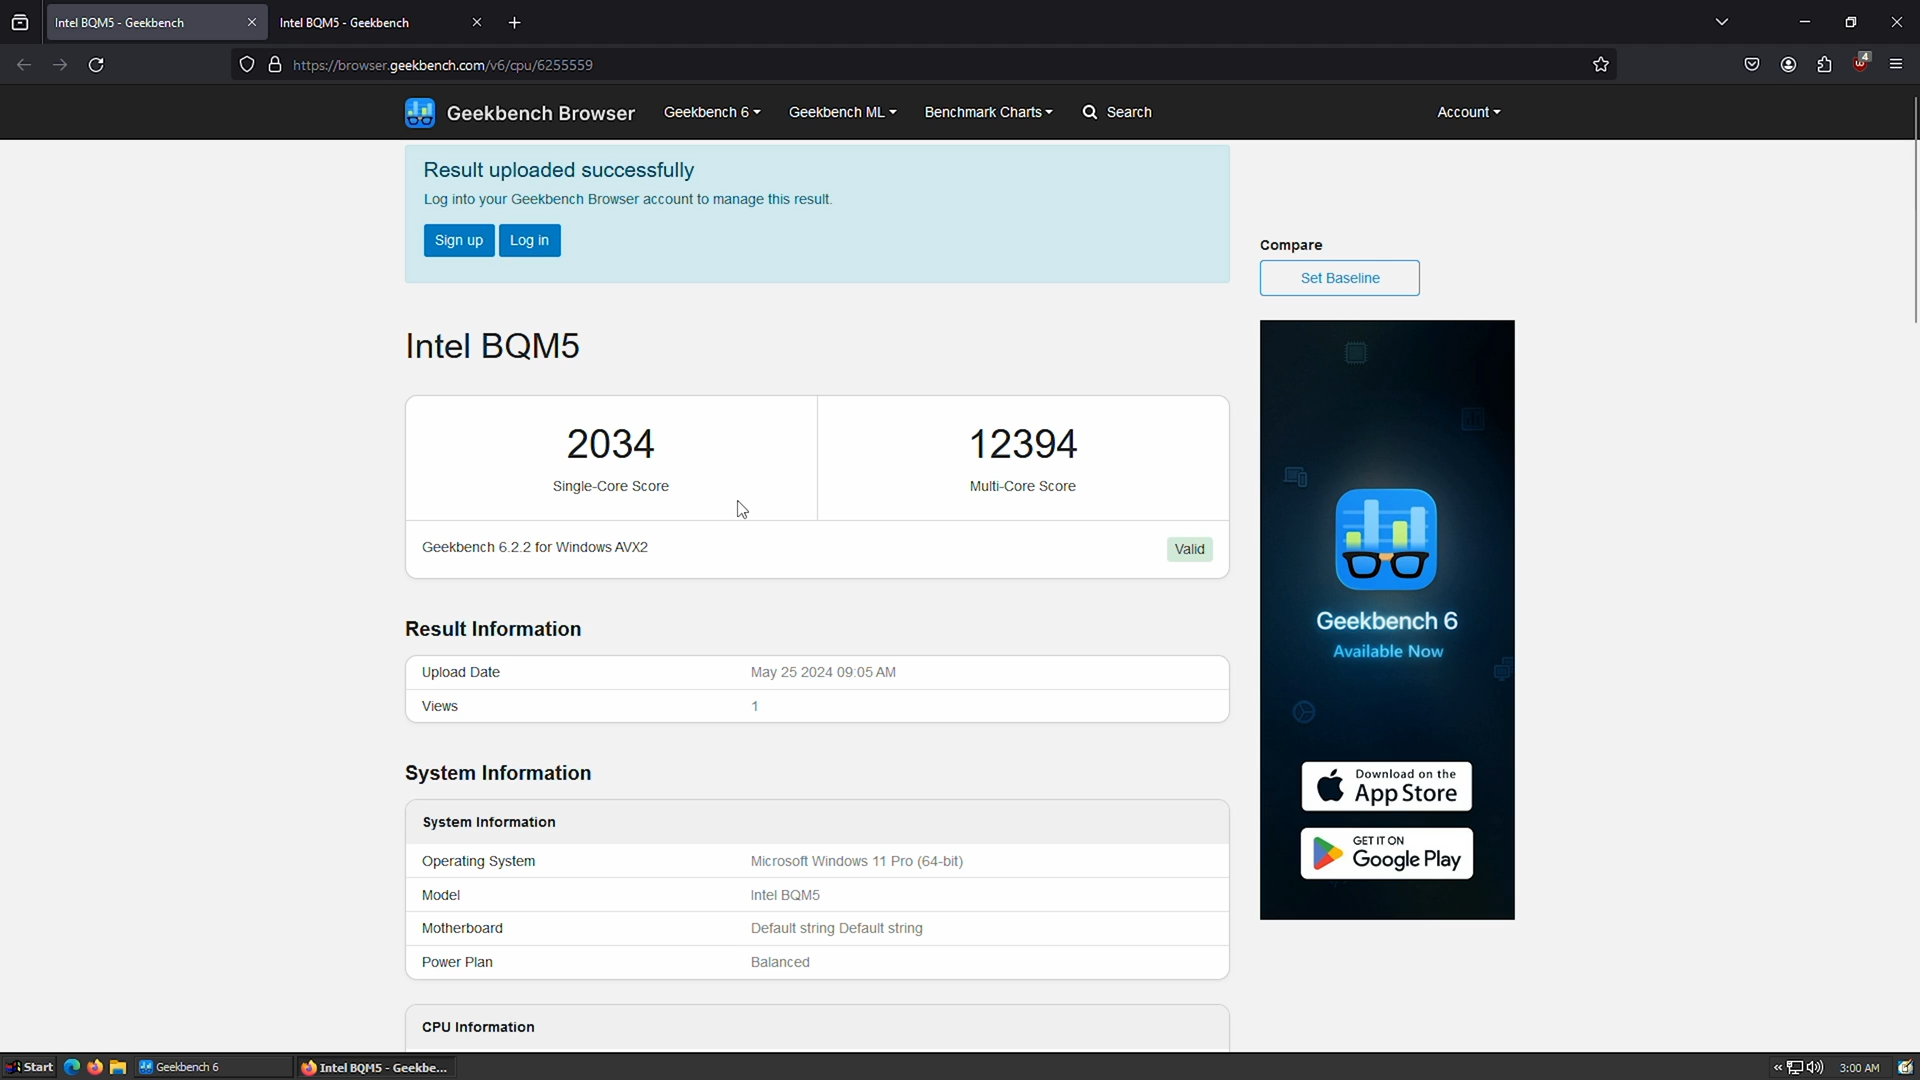 Intel BQM5 - Geekbench
Intel BQM5 - Geekbench
https://browser.geekbench.com/v6/cpu/6255559
4
Geekbench Browser
Geekbench 6
Geekbench ML
Benchmark Charts
Search
Account
Result uploaded successfully
Log into your Geekbench Browser account to manage this result.
Sign up
Log in
Compare
Set Baseline
Intel BQM5
2034
Single-Core Score
12394
Multi-Core Score
Geekbench 6.2.2 for Windows AVX2
Valid
Result Information
Upload Date May 25 2024 09:05 AM
Views 1
System Information
System Information
Operating System Microsoft Windows 11 Pro (64-bit)
Model Intel BQM5
Motherboard Default string Default string
Power Plan Balanced
CPU Information
Geekbench 6
Available Now
Download on the
App Store
GET IT ON
Google Play
Start
Geekbench 6
Intel BQM5 - Geekbe...
3:00 AM